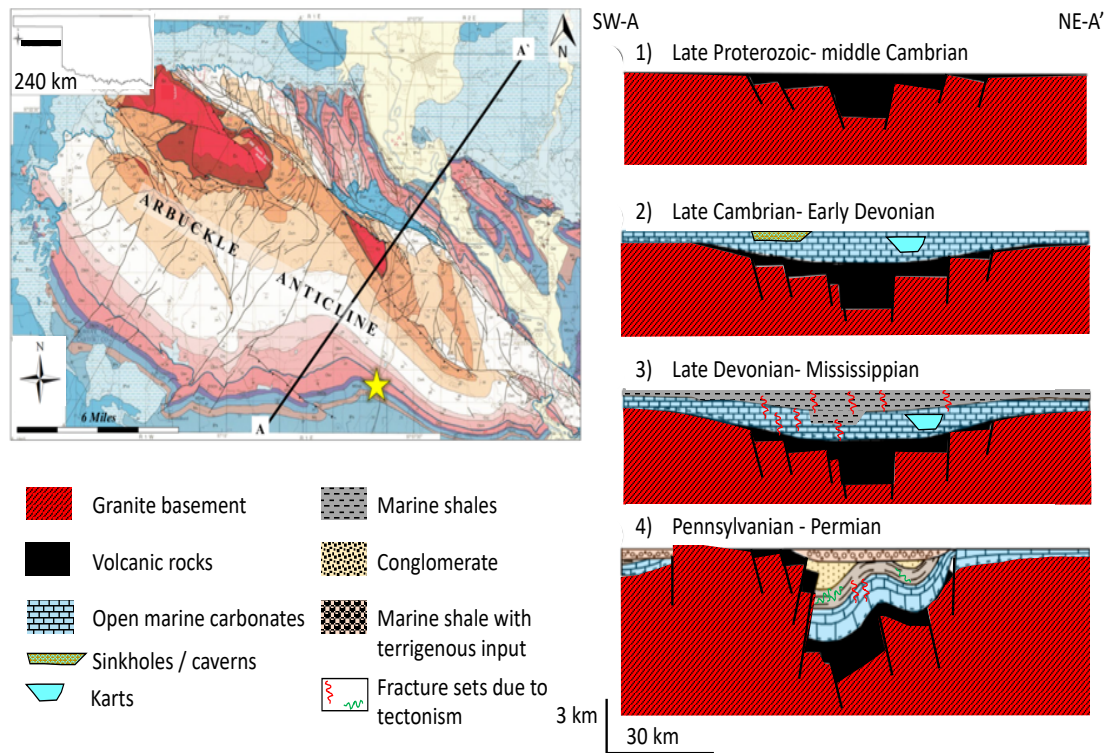 SW-A
NE-A’
240 km
A`
N
ARBUCKLE
ANTICLINE
N
6 Miles
A
1) Late Proterozoic- middle Cambrian
2) Late Cambrian- Early Devonian
3) Late Devonian- Mississippian
4) Pennsylvanian - Permian
Granite basement
Volcanic rocks
Open marine carbonates
Sinkholes / caverns
Karts
Marine shales
Conglomerate
Marine shale with
terrigenous input
Fracture sets due to
tectonism
3 km
30 km